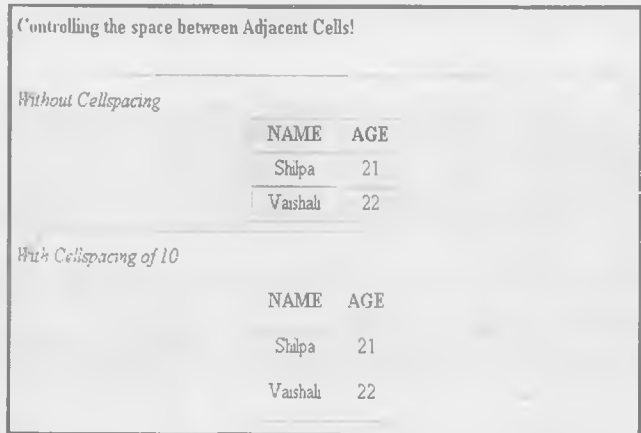 Controlling the space between Adjacent Cells!
Without Cellspacing
NAME AGE
Shilpa 21
Vaishali 22
With Cellspacing of 10
NAME AGE
Shilpa 21
Vaishali 22